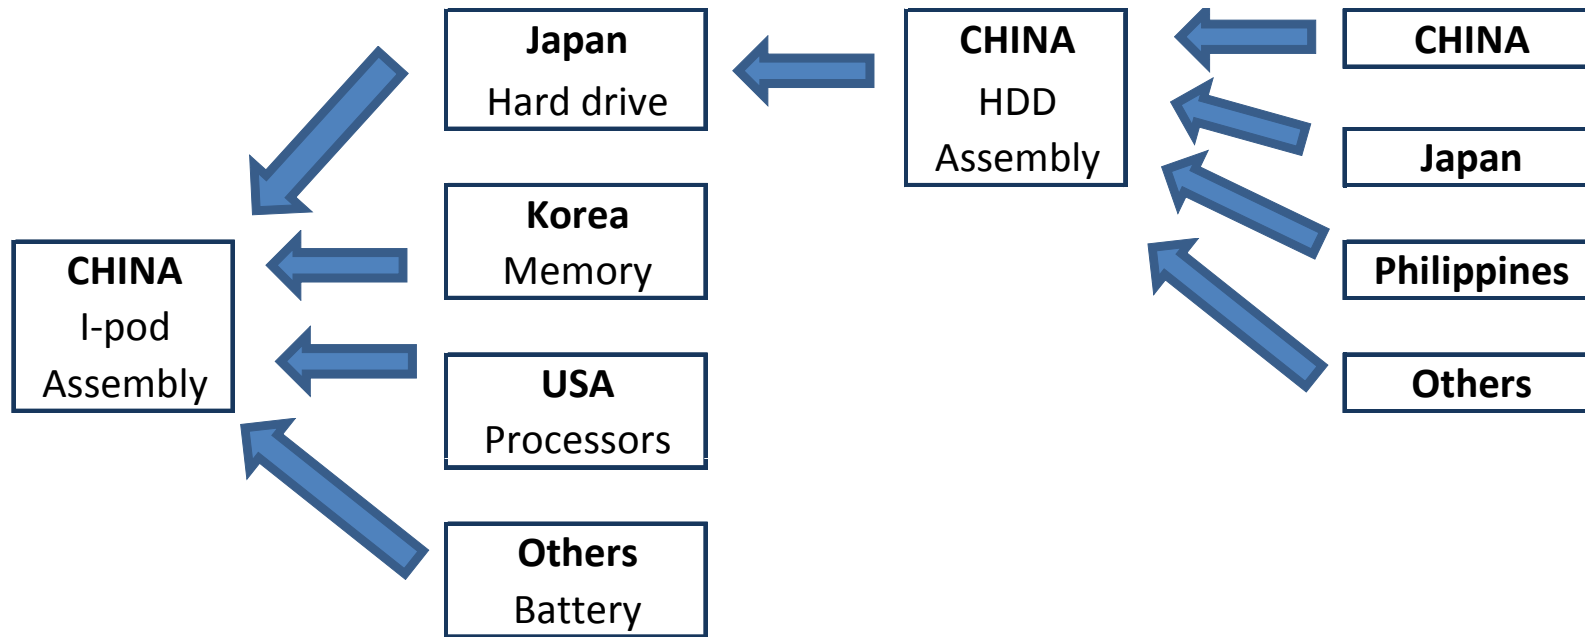 Japan
Hard drive
CHINA
HDD
Assembly
CHINA
Japan
Philippines
Others
Korea
Memory
CHINA
I-pod
Assembly
USA
Processors
Others
Battery